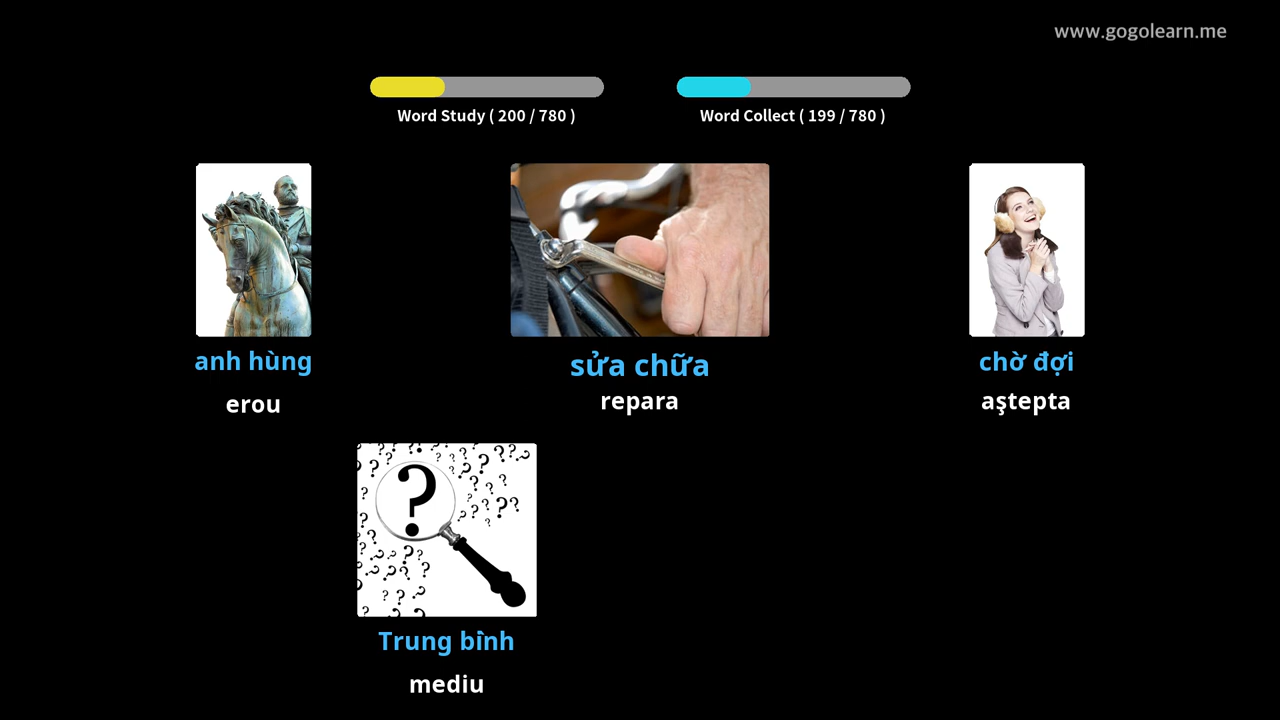 www.gogolearn.me
Word Study ( 200 / 780 )
Word Collect ( 199 / 780 )
anh hùng
erou
sửa chữa
repara
chờ đợi
aştepta
Trung bình
mediu